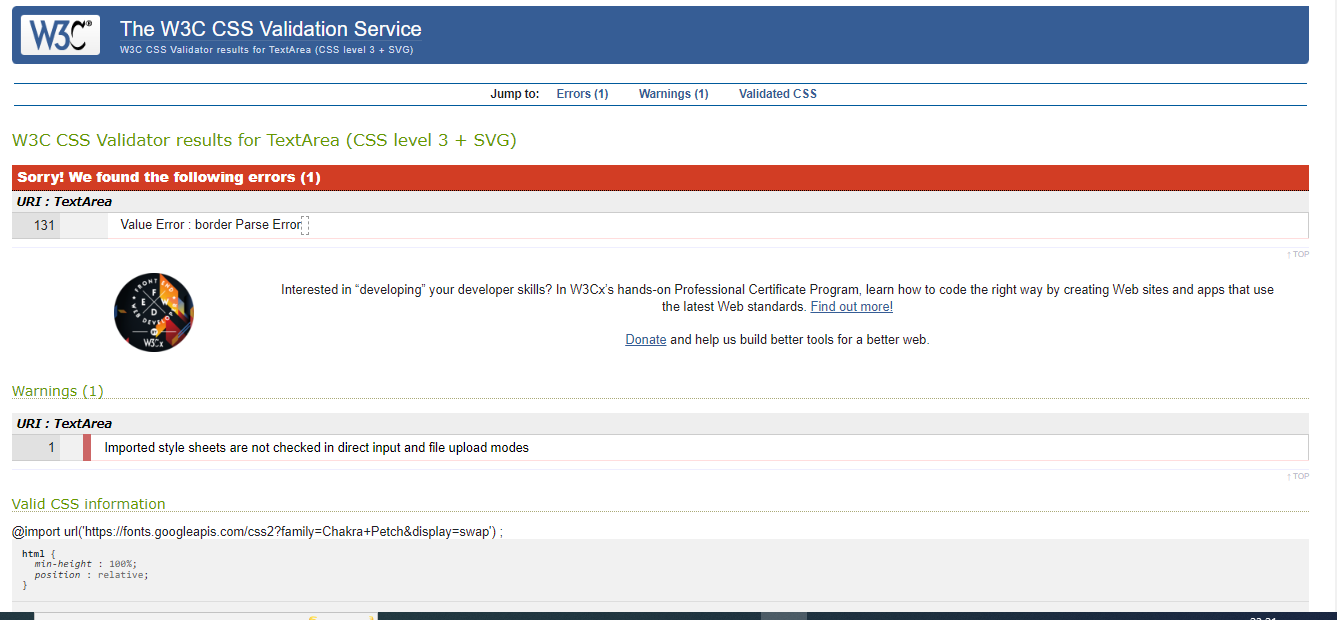 W3C®
The W3C CSS Validation Service
W3C CSS Validator results for TextArea (CSS level 3 + SVG)
Jump to: Errors (1) Warnings (1) Validated CSS
W3C CSS Validator results for TextArea (CSS level 3 + SVG)
Sorry! We found the following errors (1)
URI : TextArea
131 Value Error : border Parse Error
↑ TOP
FRONT END
WEB DEVELOPER
F
E W
D
W3Cx
Interested in “developing” your developer skills? In W3Cx’s hands-on Professional Certificate Program, learn how to code the right way by creating Web sites and apps that use
the latest Web standards. Find out more!
Donate and help us build better tools for a better web.
Warnings (1)
URI : TextArea
1 Imported style sheets are not checked in direct input and file upload modes
↑ TOP
Valid CSS information
@import url('https://fonts.googleapis.com/css2?family=Chakra+Petch&display=swap') ;
html {
min-height : 100%;
position : relative;
}